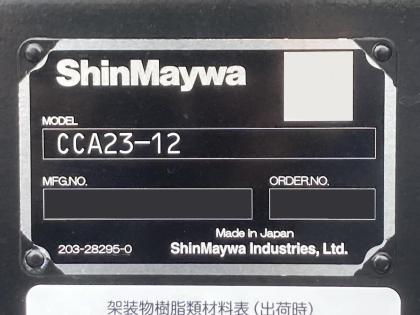 ShinMaywa
MODEL
CCA23-12
MFG.NO. ORDER.NO.
Made in Japan
203-28295-0 ShinMaywa Industries, Ltd.
架装物樹脂類材料表(出荷時)